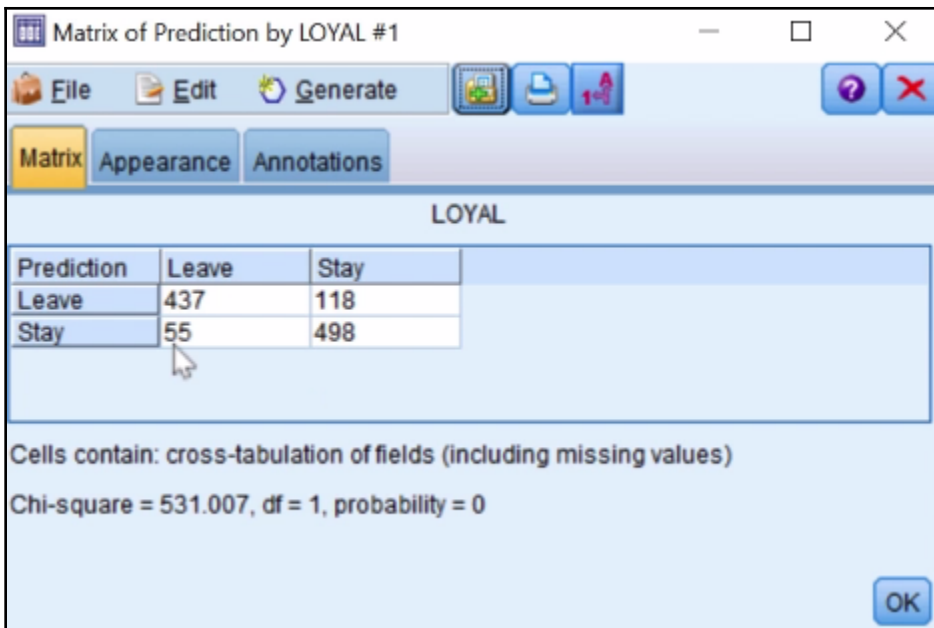 Matrix of Prediction by LOYAL #1
File Edit Generate
Matrix Appearance Annotations
LOYAL
Prediction Leave Stay
Leave 437 118
Stay 55 498
Cells contain: cross-tabulation of fields (including missing values)
Chi-square = 531.007, df = 1, probability = 0
OK